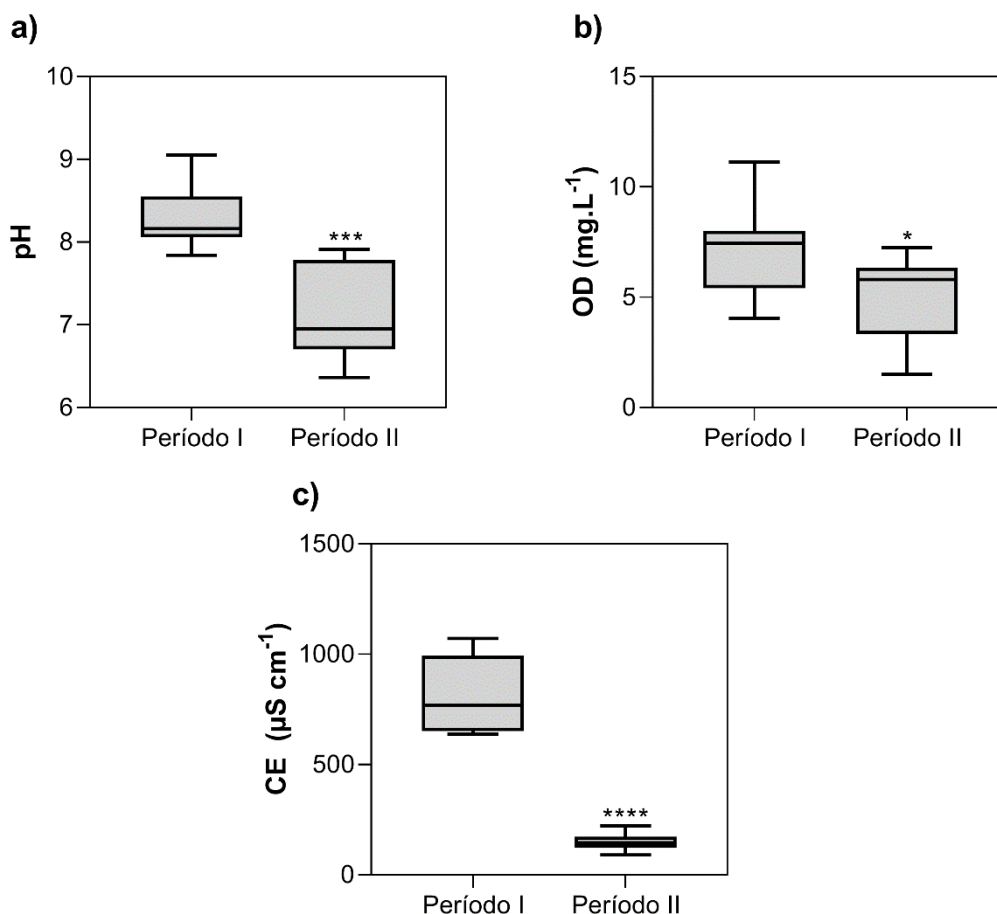 a)
pH
10
9
8
7
6
***
Período I
Período II
b)
OD (mg.L⁻¹)
15
10
5
0
*
Período I
Período II
c)
CE (µS cm⁻¹)
1500
1000
500
0
****
Período I
Período II